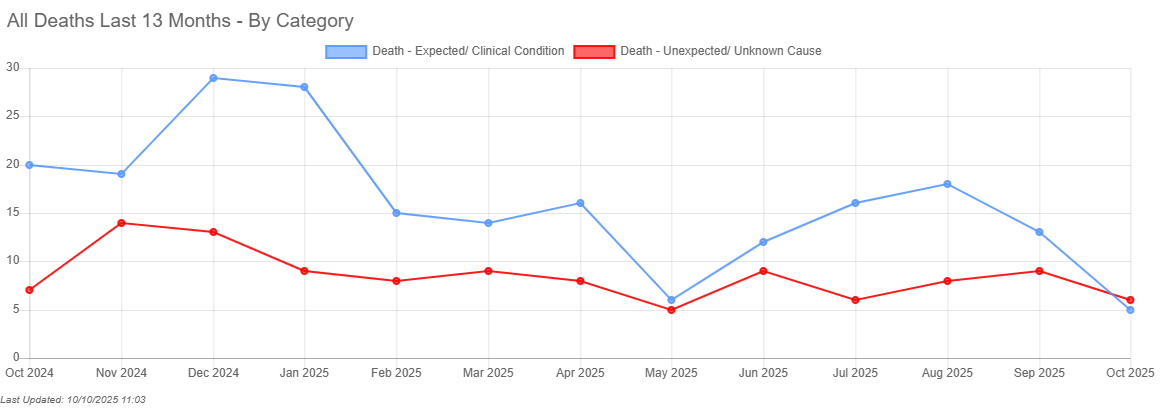 All Deaths Last 13 Months - By Category
Death - Expected/ Clinical Condition Death - Unexpected/ Unknown Cause
30
25
20
15
10
5
0
Oct 2024 Nov 2024 Dec 2024 Jan 2025 Feb 2025 Mar 2025 Apr 2025 May 2025 Jun 2025 Jul 2025 Aug 2025 Sep 2025 Oct 2025
Last Updated: 10/10/2025 11:03